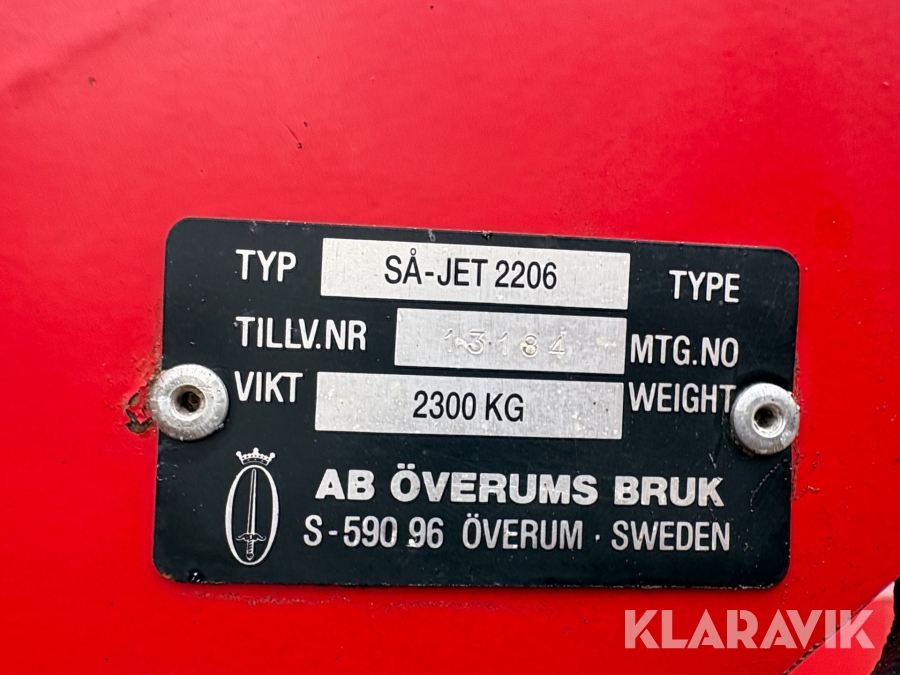 TYP SÅ-JET 2206 TYPE
TILLV.NR 13184 MTG.NO
VIKT 2300 KG WEIGHT
AB ÖVERUMS BRUK
S-590 96 ÖVERUM · SWEDEN
KLARAVIK